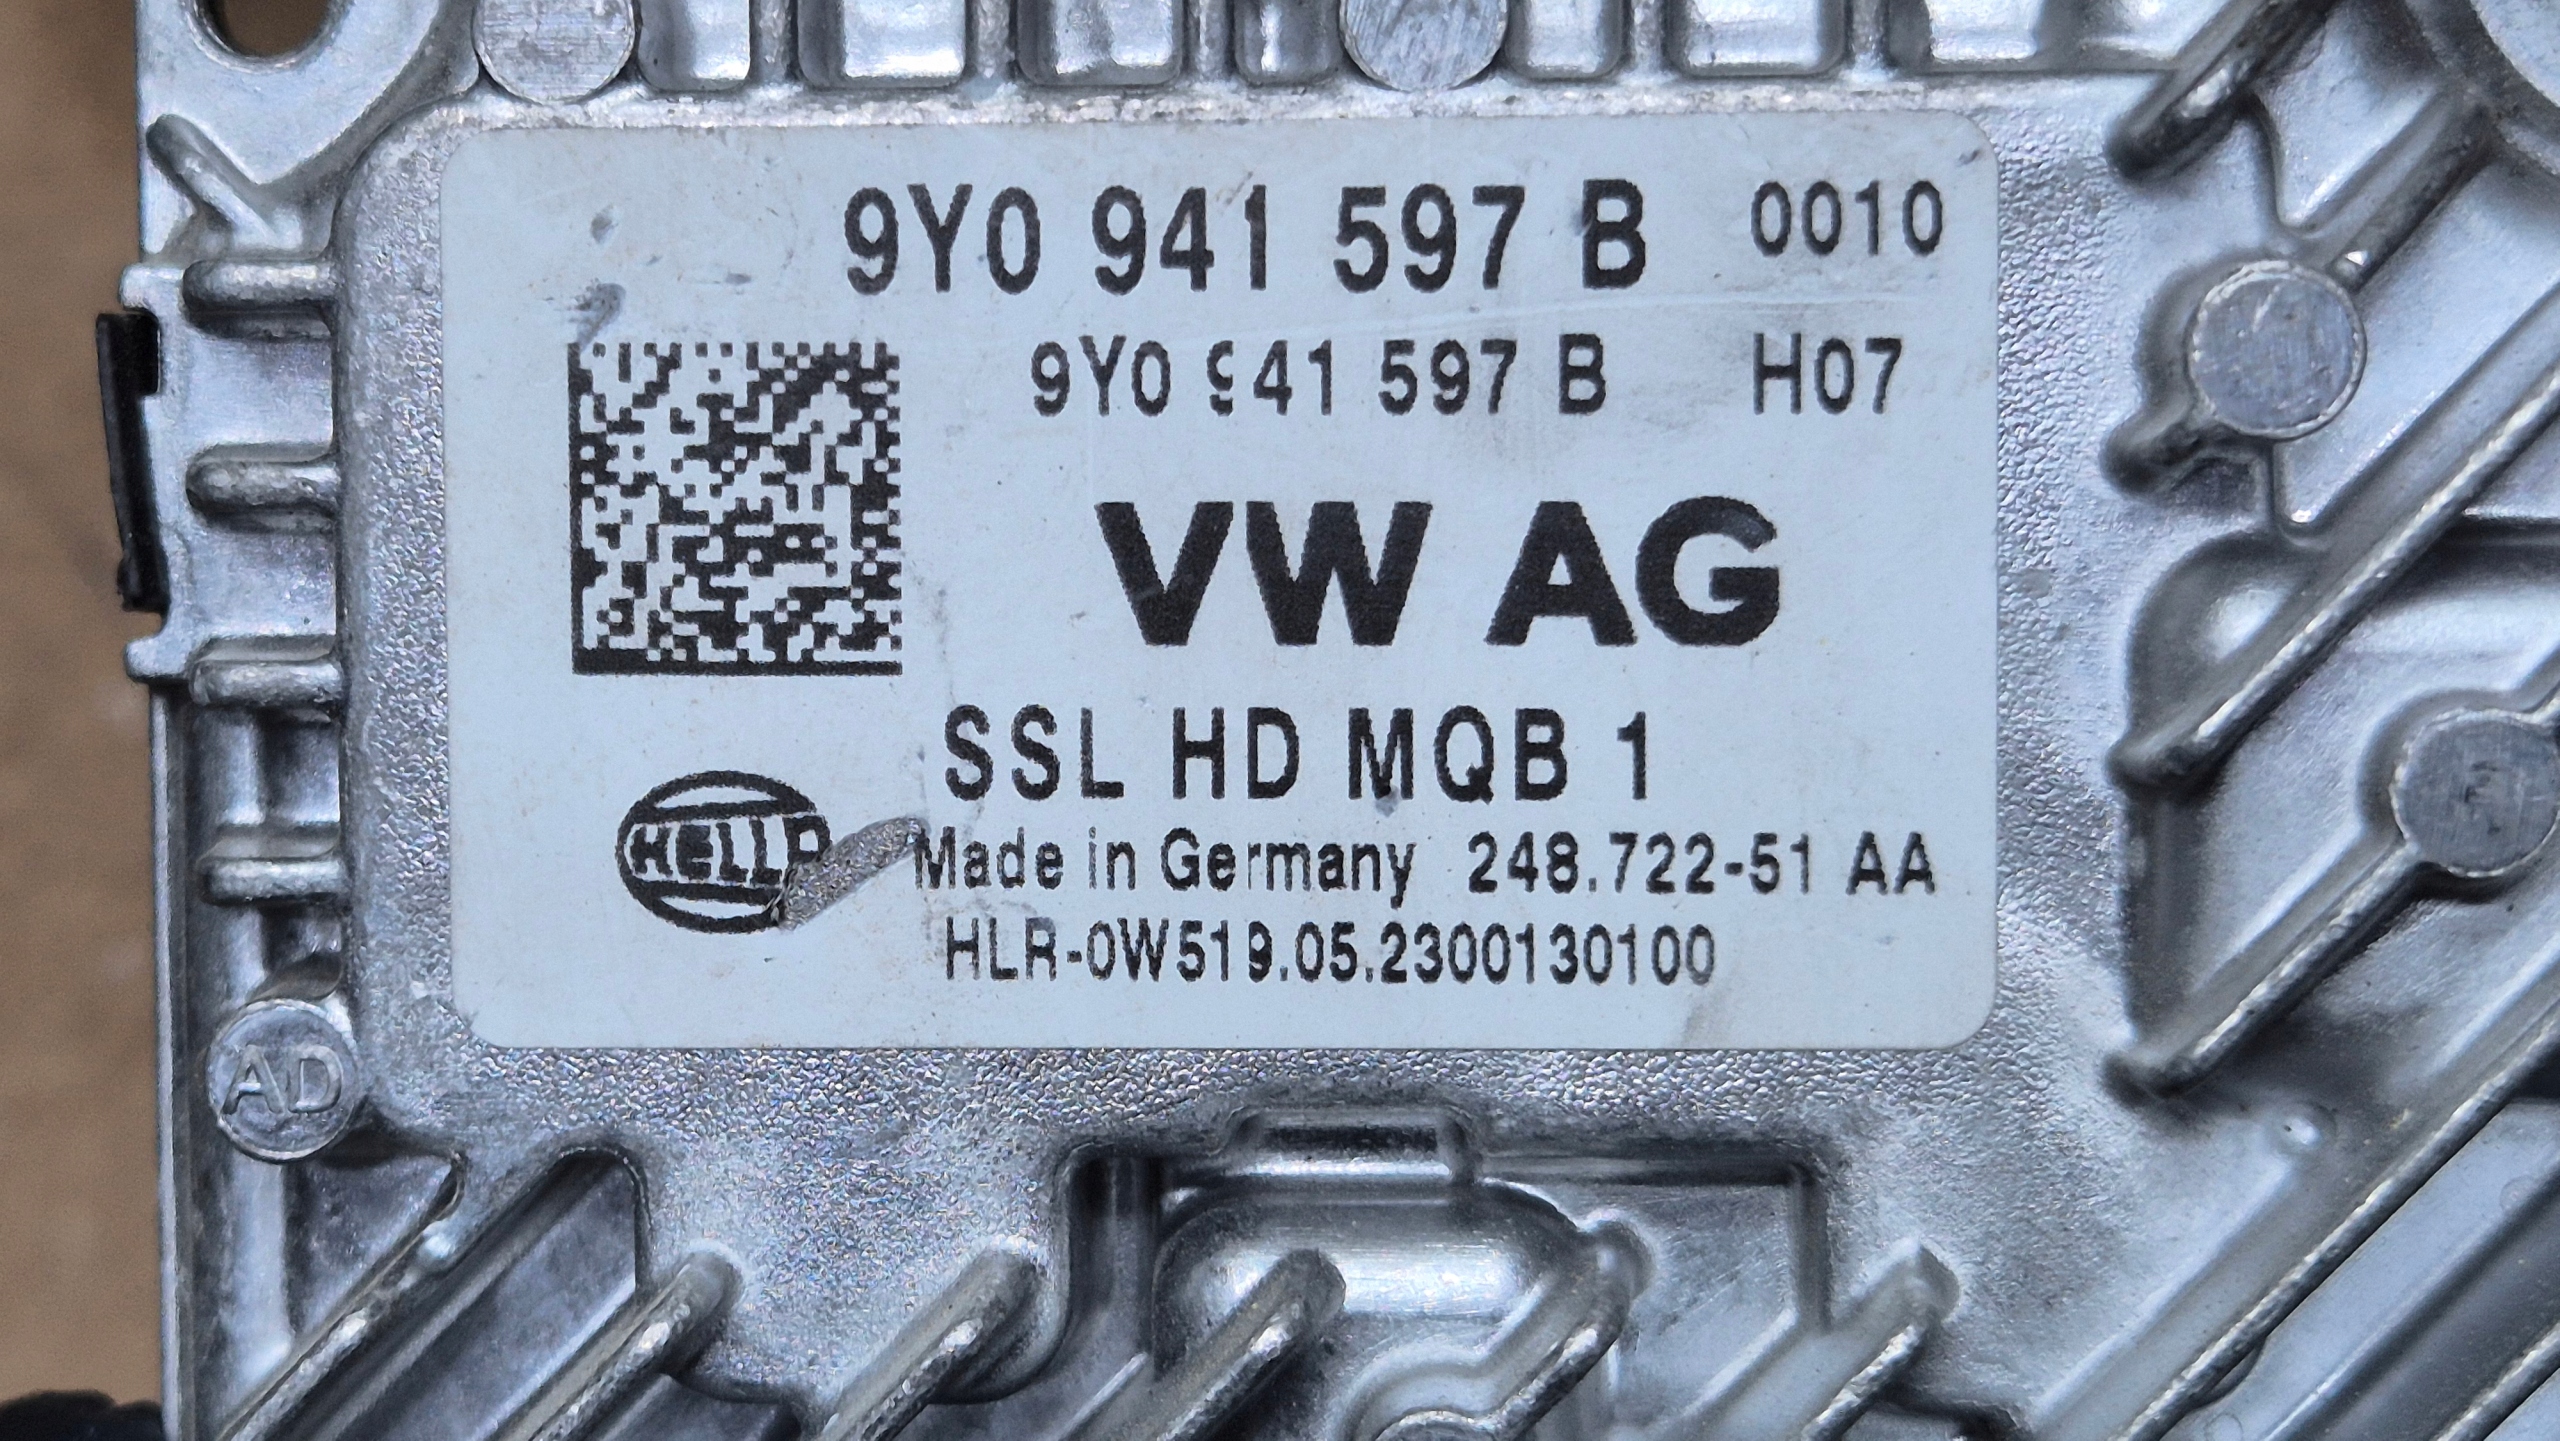 9Y0 941 597 B 0010
9Y0 941 597 B H07
VW AG
SSL HD MQB 1
HELLA
Made in Germany 248.722-51 AA
HLR-0W519.05.2300130100
AD